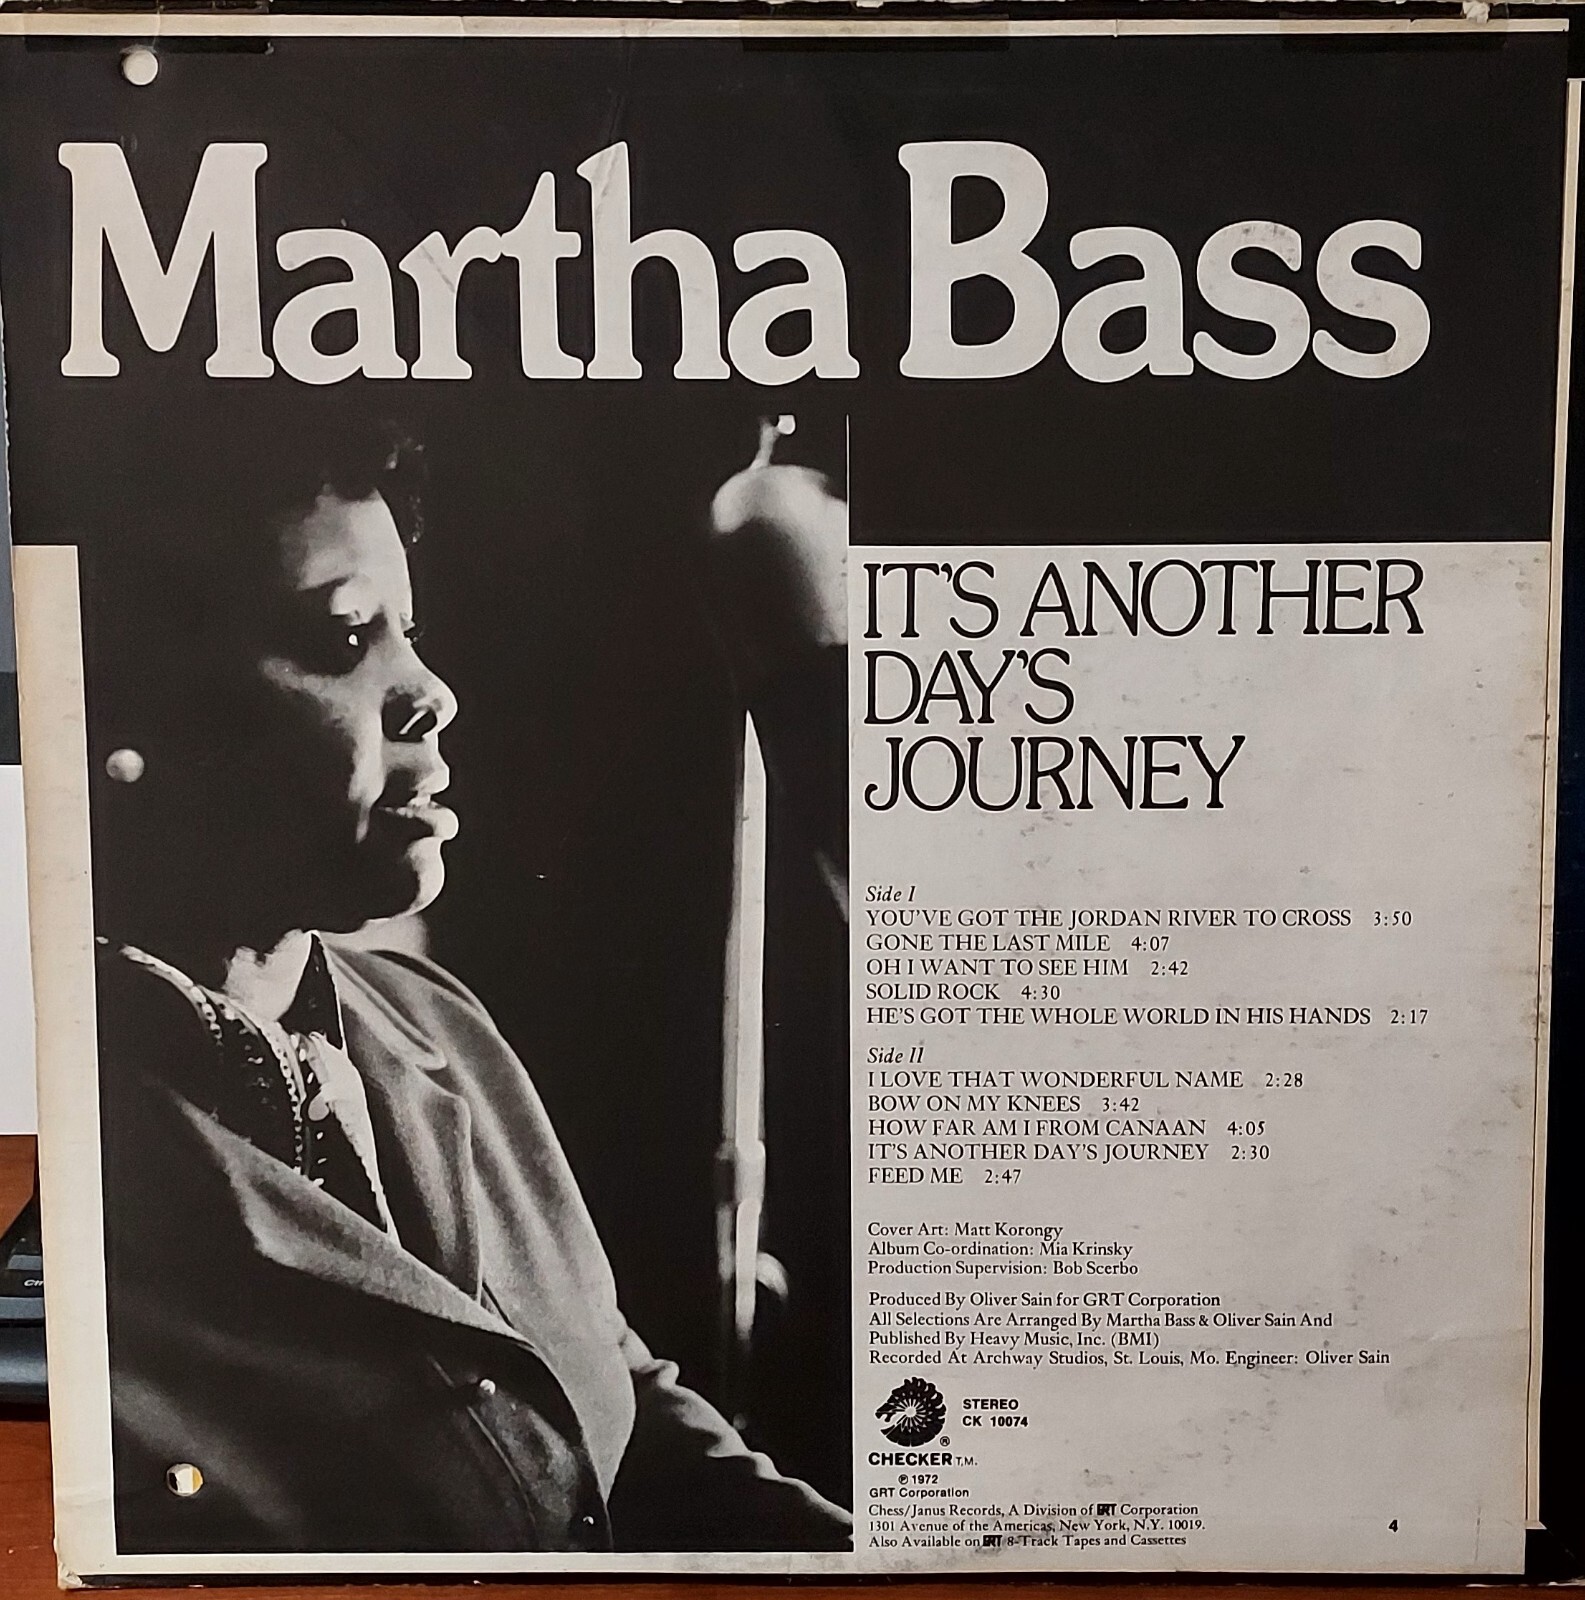 Martha Bass
IT'S ANOTHER
DAY'S
JOURNEY
Side I
YOU'VE GOT THE JORDAN RIVER TO CROSS 3:50
GONE THE LAST MILE 4:07
OH I WANT TO SEE HIM 2:42
SOLID ROCK 4:30
HE'S GOT THE WHOLE WORLD IN HIS HANDS 2:17
Side II
I LOVE THAT WONDERFUL NAME 2:28
BOW ON MY KNEES 3:42
HOW FAR AM I FROM CANAAN 4:05
IT'S ANOTHER DAY'S JOURNEY 2:30
FEED ME 2:47
Cover Art: Matt Korongy
Album Co-ordination: Mia Krinsky
Production Supervision: Bob Scerbo
Produced By Oliver Sain for GRT Corporation
All Selections Are Arranged By Martha Bass & Oliver Sain And
Published By Heavy Music, Inc. (BMI)
Recorded At Archway Studios, St. Louis, Mo. Engineer: Oliver Sain
STEREO
CK 10074
®
CHECKER T.M.
℗ 1972
GRT Corporation
Chess/Janus Records, A Division of GRT Corporation
1301 Avenue of the Americas, New York, N.Y. 10019.
Also Available on GRT 8-Track Tapes and Cassettes
4